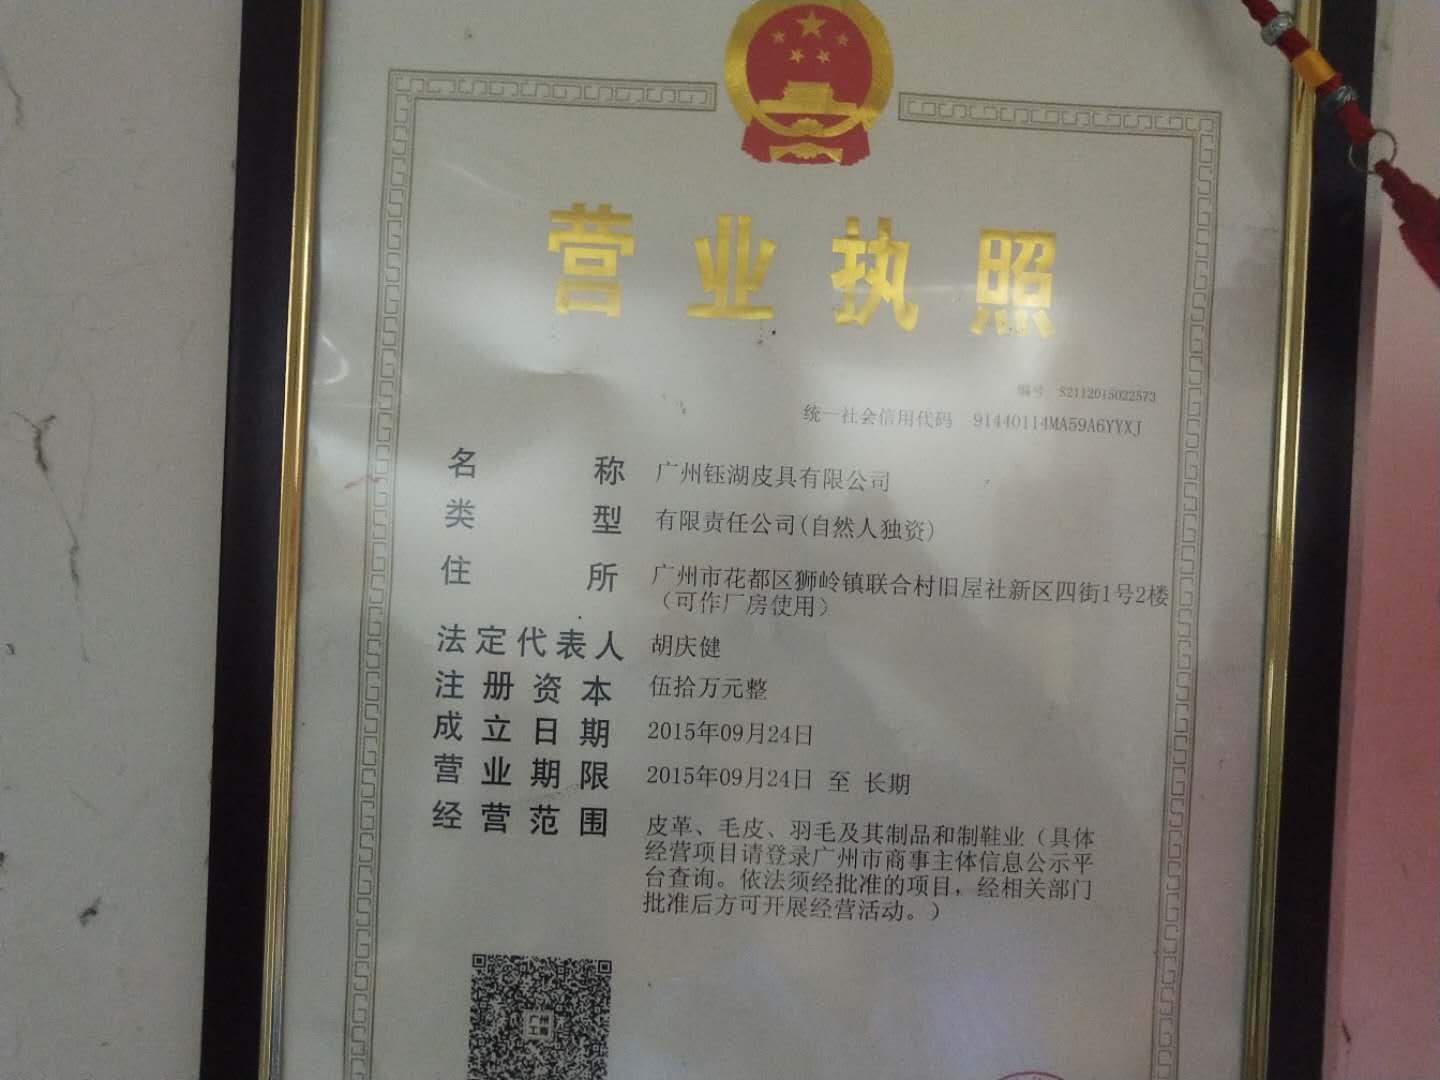 营业执照
编号 S2112015022573
统一社会信用代码 91440114MA59A6YYXJ
名称 广州钰湖皮具有限公司
类型 有限责任公司(自然人独资)
住所 广州市花都区狮岭镇联合村旧屋社新区四街1号2楼
（可作厂房使用）
法定代表人 胡庆健
注册资本 伍拾万元整
成立日期 2015年09月24日
营业期限 2015年09月24日 至 长期
经营范围 皮革、毛皮、羽毛及其制品和制鞋业（具体
经营项目请登录广州市商事主体信息公示平
台查询。依法须经批准的项目，经相关部门
批准后方可开展经营活动。）
广州
工商